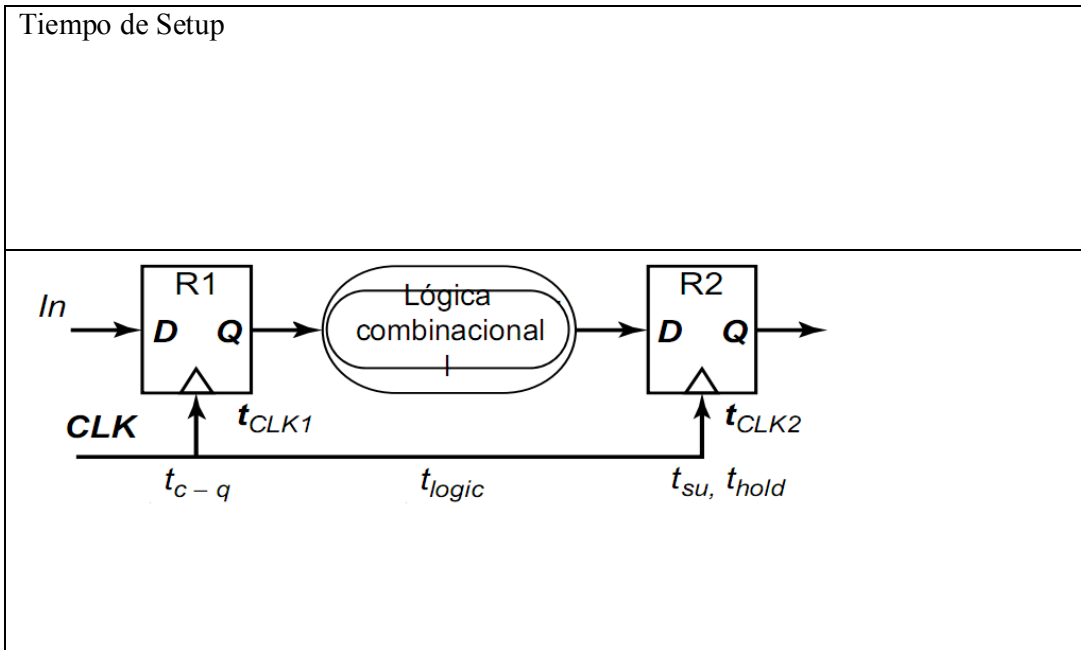 Tiempo de Setup
R1
R2
In
D Q
Lógica
combinacional
l
D Q
CLK
tCLK1
tCLK2
tc – q
tlogic
tsu, thold